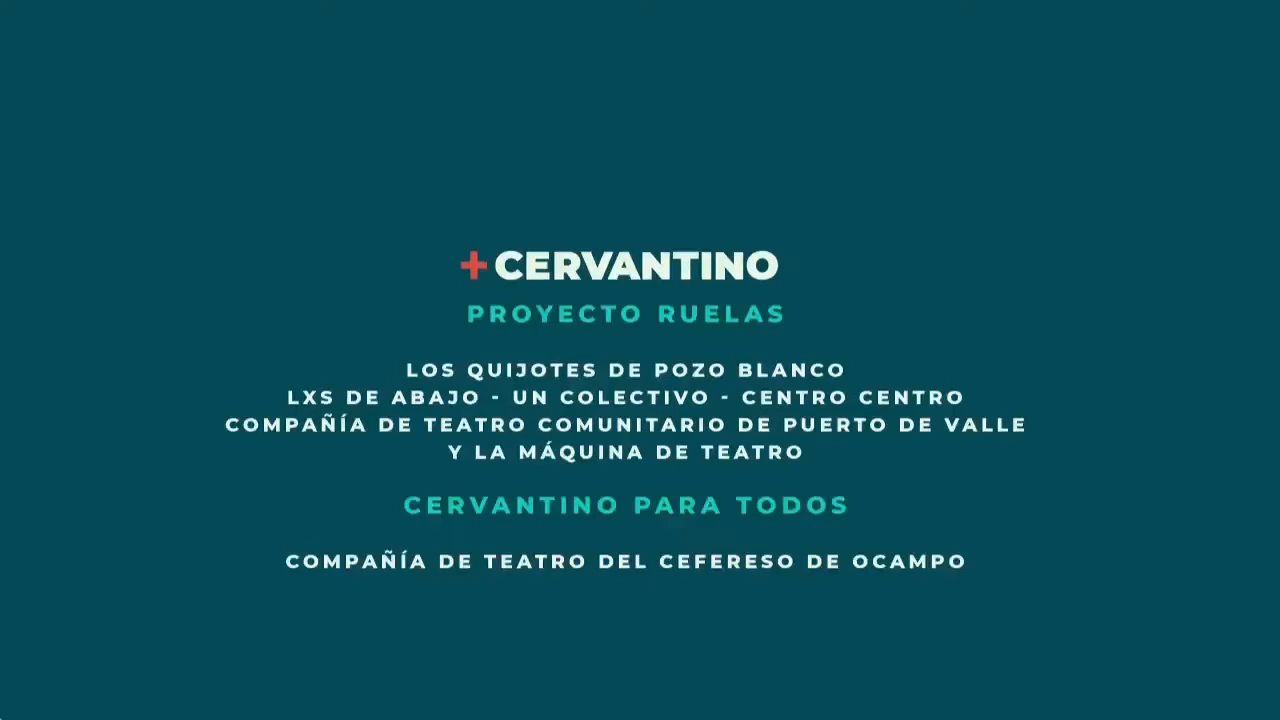 +CERVANTINO
PROYECTO RUELAS
LOS QUIJOTES DE POZO BLANCO
LXS DE ABAJO - UN COLECTIVO - CENTRO CENTRO
COMPAÑÍA DE TEATRO COMUNITARIO DE PUERTO DE VALLE
Y LA MÁQUINA DE TEATRO
CERVANTINO PARA TODOS
COMPAÑÍA DE TEATRO DEL CEFERESO DE OCAMPO